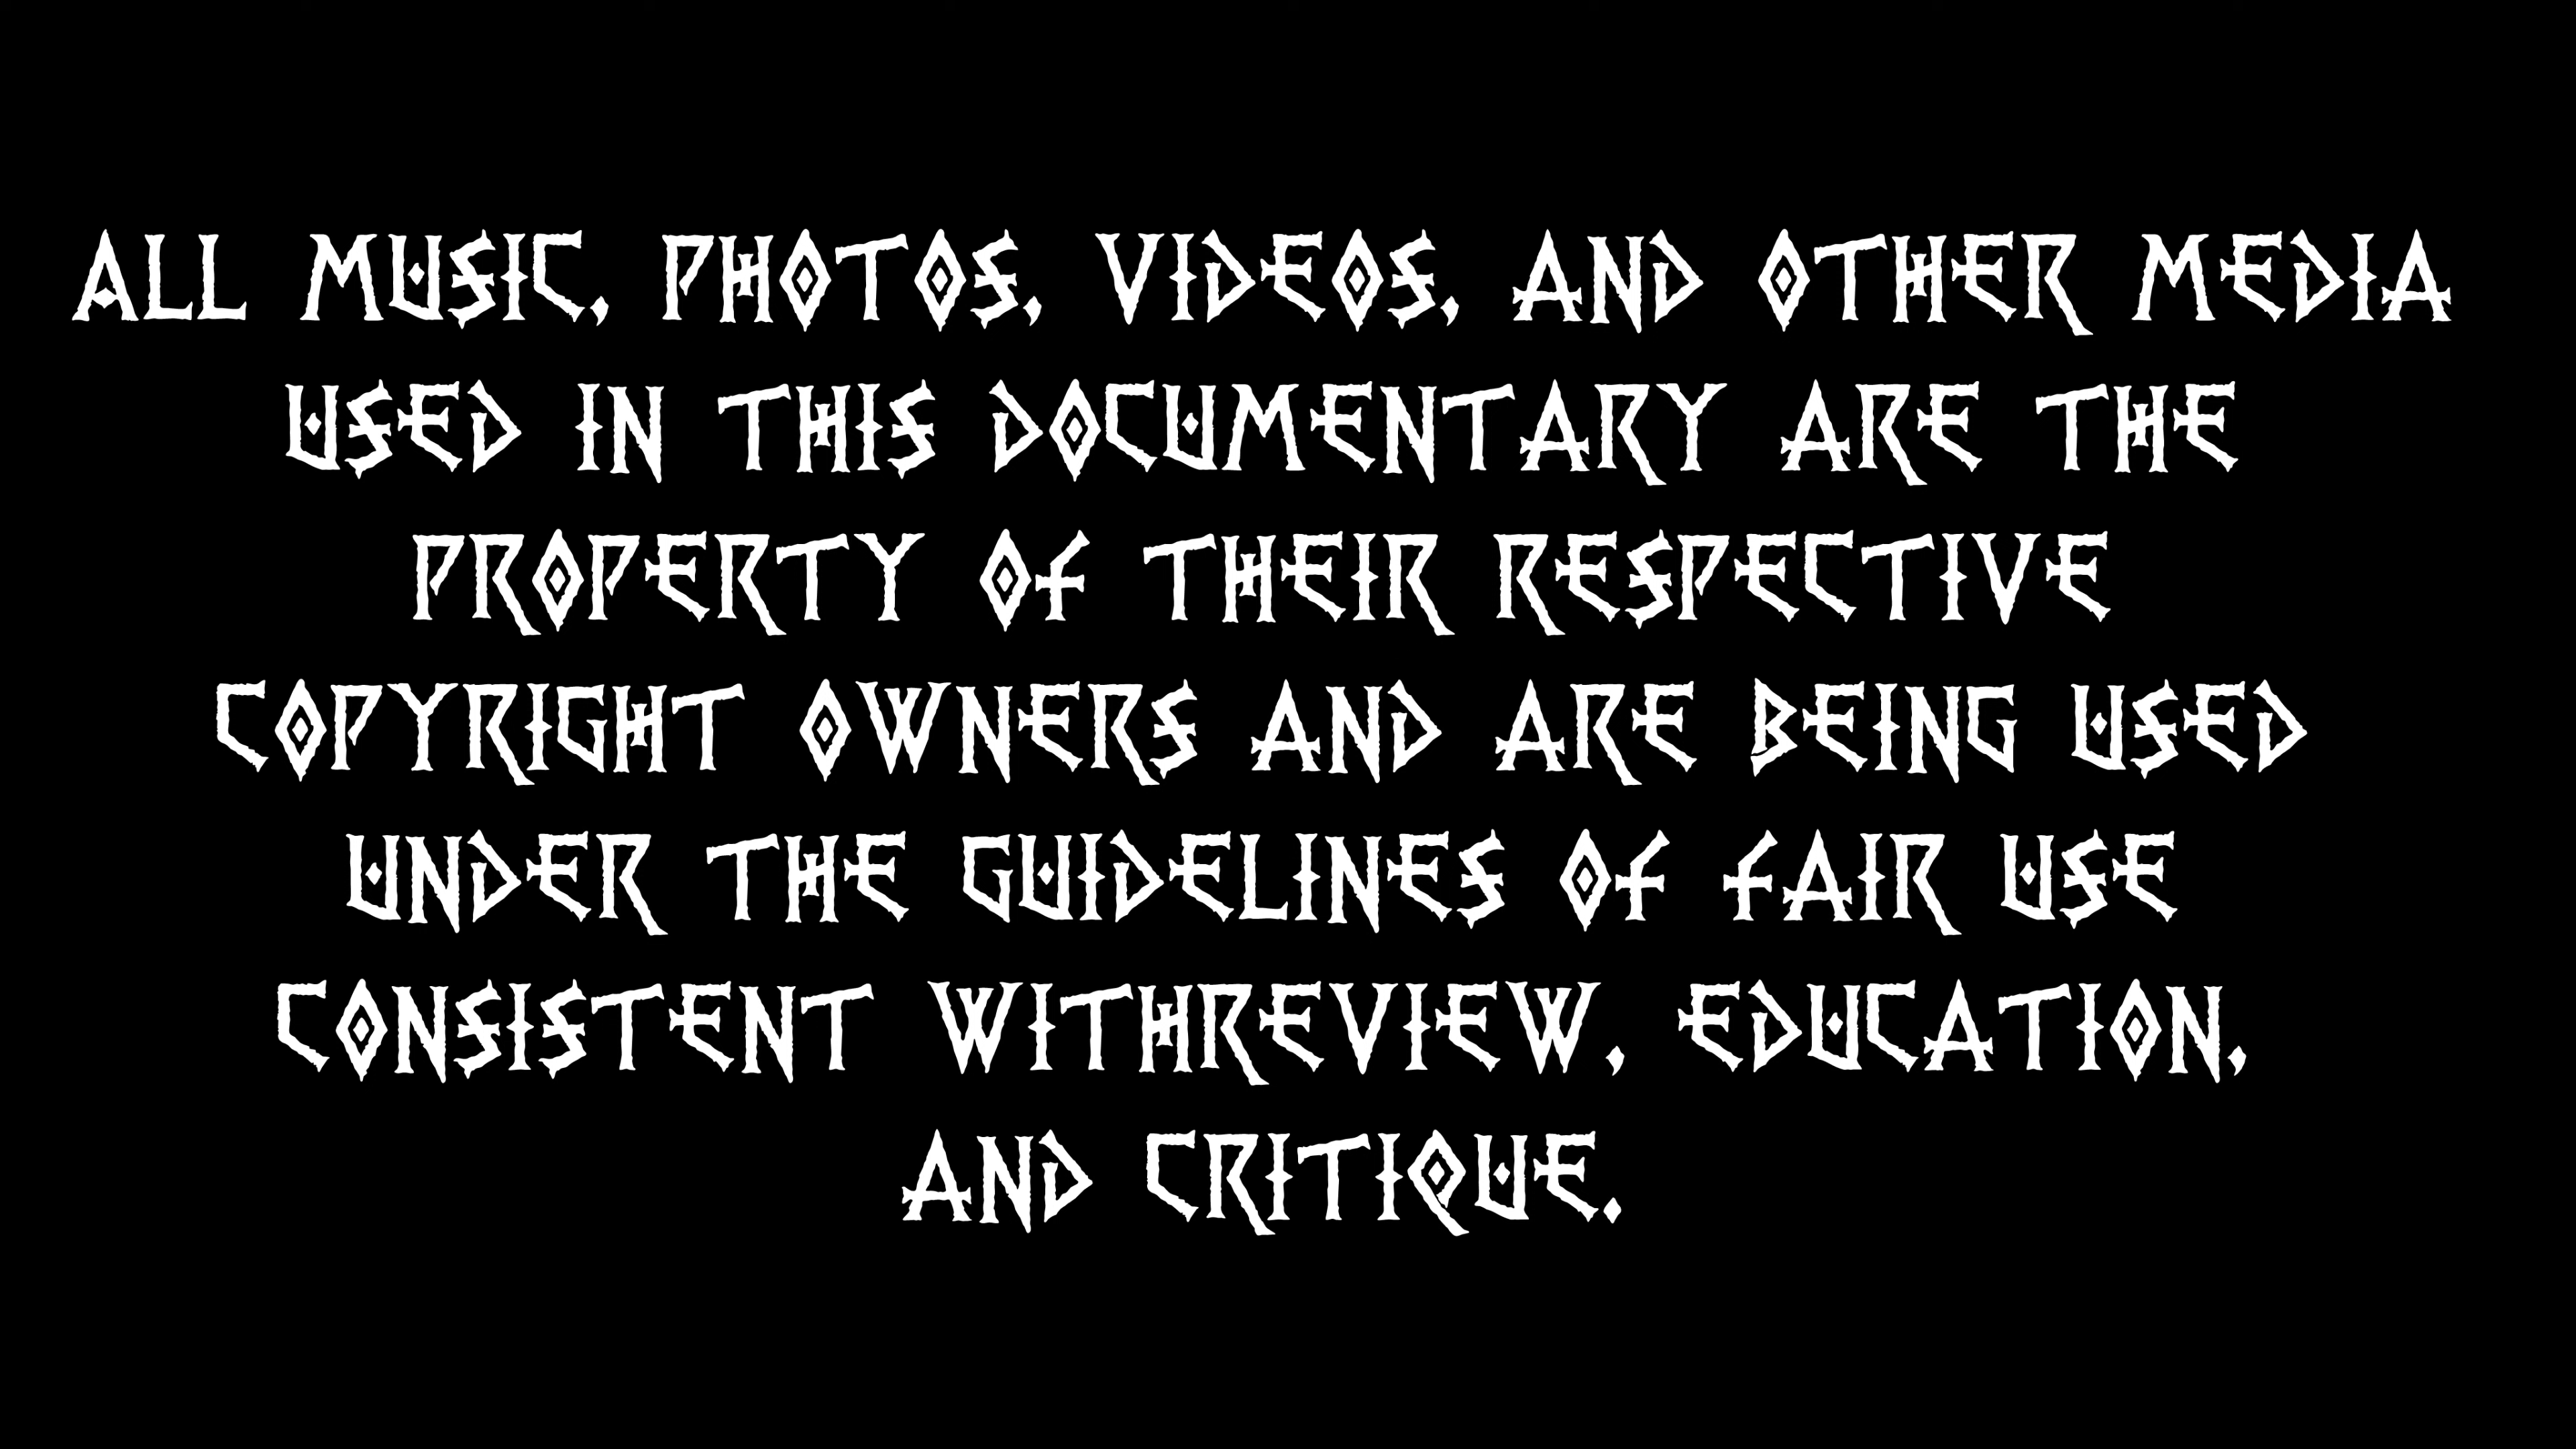 ALL MUSIC, PHOTOS, VIDEOS, AND OTHER MEDIA
USED IN THIS DOCUMENTARY ARE THE
PROPERTY Of THEIR RESPECTIVE
COPYRIGHT OWNERS AND ARE BEING USED
UNDER THE GUIDELINES Of fAIR USE
CONSISTENT WITHREVIEW, EDUCATION,
AND CRITIQUE.